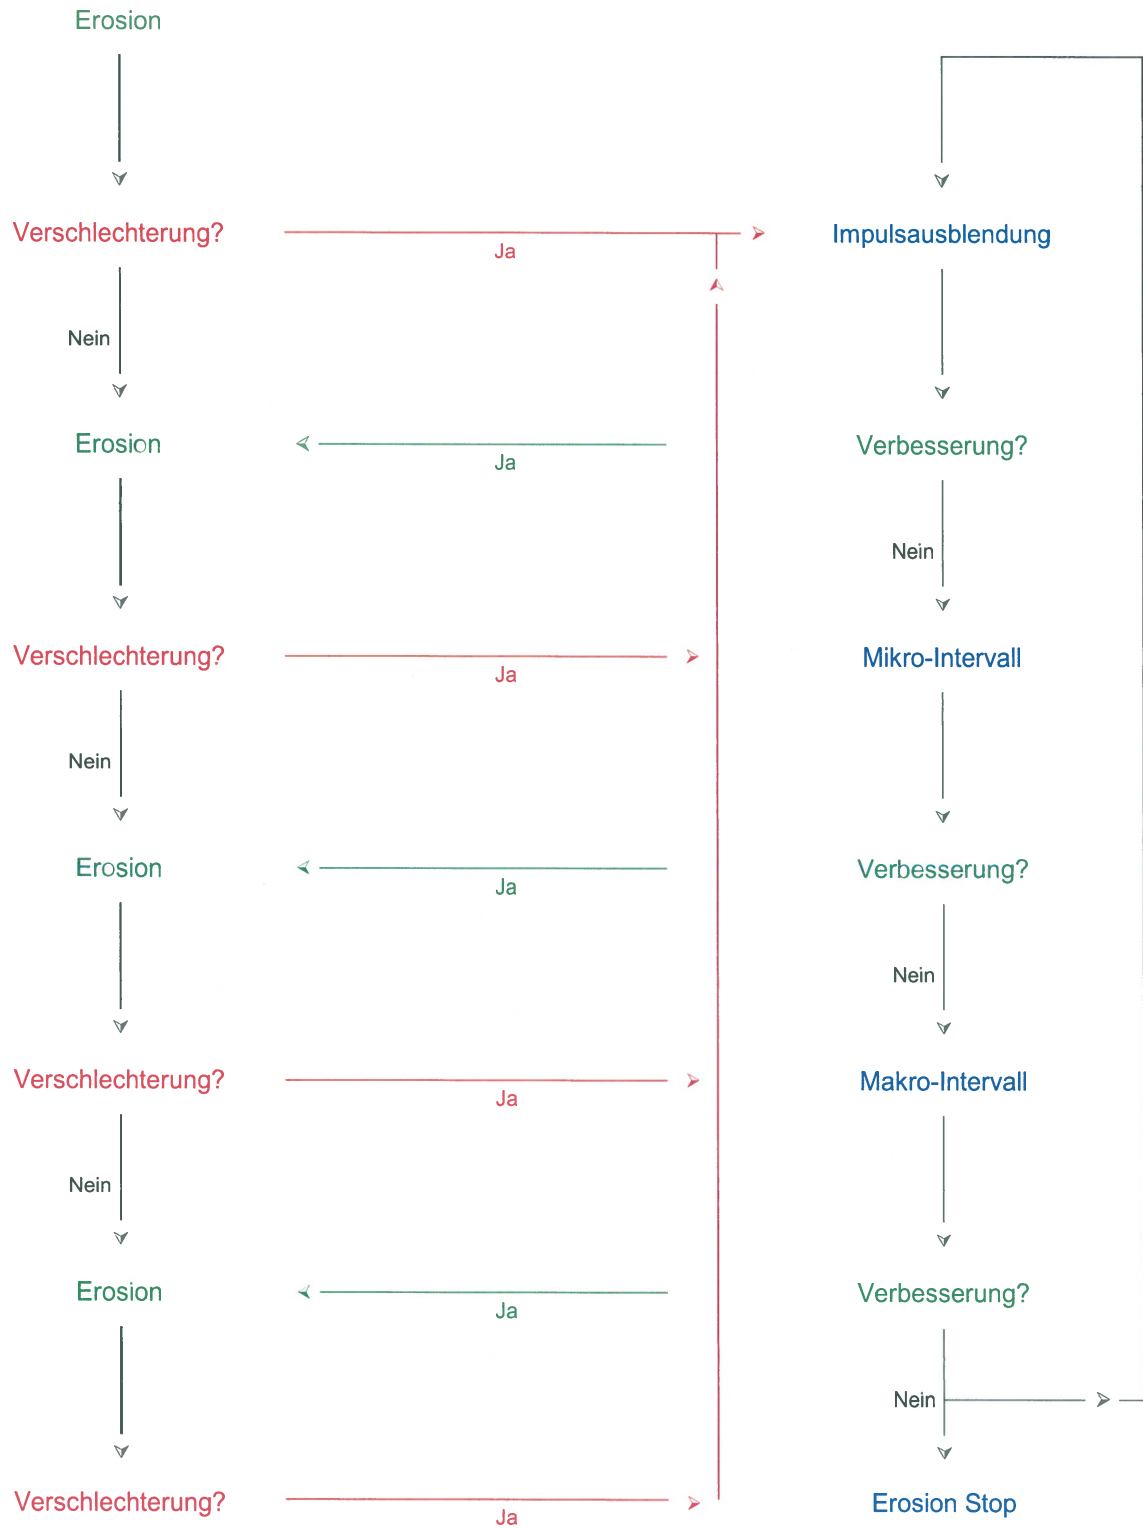 Erosion
Verschlechterung?
Ja
Impulsausblendung
Nein
Erosion
Ja
Verbesserung?
Nein
Verschlechterung?
Ja
Mikro-Intervall
Nein
Erosion
Ja
Verbesserung?
Nein
Verschlechterung?
Ja
Makro-Intervall
Nein
Erosion
Ja
Verbesserung?
Nein
Verschlechterung?
Ja
Erosion Stop